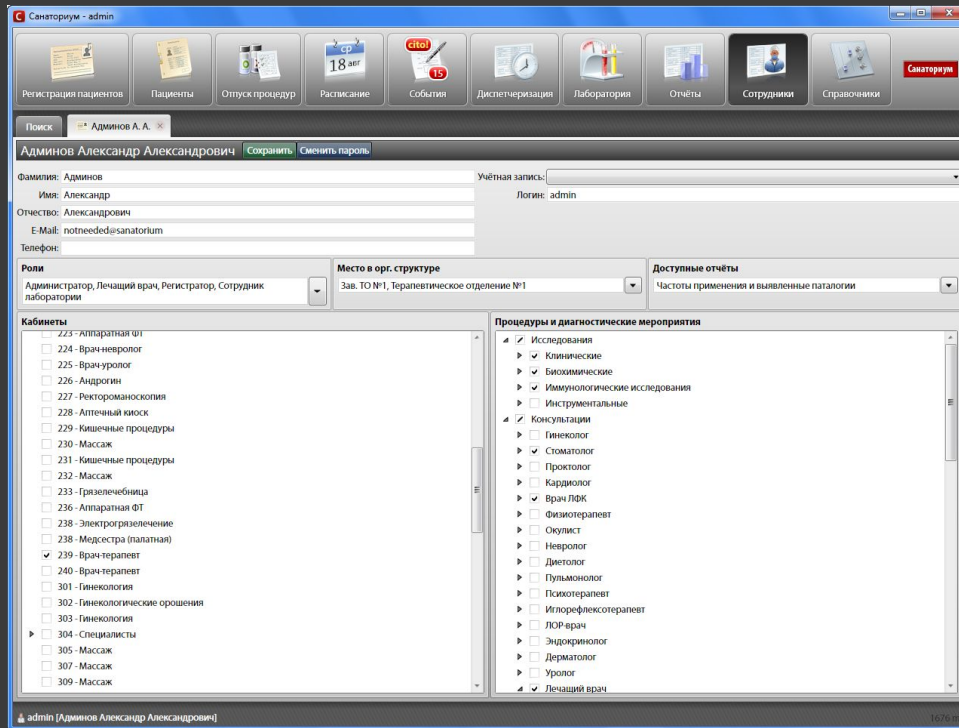 Санаториум - admin
cito!
ср
18 авг
15
Регистрация пациентов
Пациенты
Отпуск процедур
Расписание
События
Диспетчеризация
Лаборатория
Отчёты
Сотрудники
Справочники
Санаториум
Поиск
Админов А. А.
Админов Александр Александрович Сохранить Сменить пароль
Фамилия: Админов
Учётная запись:
Имя: Александр
Логин: admin
Отчество: Александрович
E-Mail: notneeded@sanatorium
Телефон:
Роли
Администратор, Лечащий врач, Регистратор, Сотрудник
лаборатории
Место в орг. структуре
Зав. ТО №1, Терапевтическое отделение №1
Доступные отчёты
Частоты применения и выявленные паталогии
Кабинеты
223 - Аппаратная ФТ
224 - Врач-невролог
225 - Врач-уролог
226 - Андрогин
227 - Ректороманоскопия
228 - Аптечный киоск
229 - Кишечные процедуры
230 - Массаж
231 - Кишечные процедуры
232 - Массаж
233 - Грязелечебница
236 - Аппаратная ФТ
238 - Электрогрязелечение
238 - Медсестра (палатная)
239 - Врач-терапевт
240 - Врач-терапевт
301 - Гинекология
302 - Гинекологические орошения
303 - Гинекология
304 - Специалисты
305 - Массаж
307 - Массаж
309 - Массаж
Процедуры и диагностические мероприятия
Исследования
Клинические
Биохимические
Иммунологические исследования
Инструментальные
Консультации
Гинеколог
Стоматолог
Проктолог
Кардиолог
Врач ЛФК
Физиотерапевт
Окулист
Невролог
Диетолог
Пульмонолог
Психотерапевт
Иглорефлексотерапевт
ЛОР-врач
Эндокринолог
Дерматолог
Уролог
Лечащий врач
admin [Админов Александр Александрович]